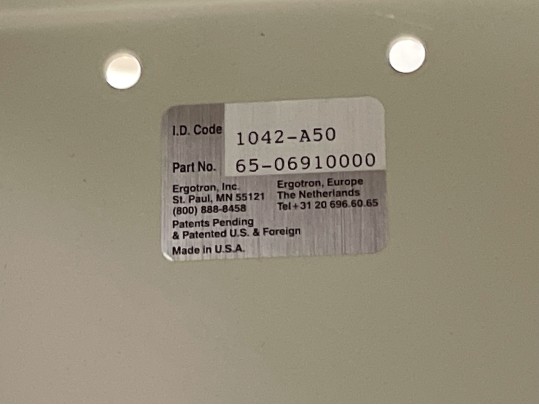 I.D. Code 1042-A50
Part No. 65-06910000
Ergotron, Inc.
St. Paul, MN 55121
(800) 888-8458
Ergotron, Europe
The Netherlands
Tel+31 20 696.60.65
Patents Pending
& Patented U.S. & Foreign
Made in U.S.A.